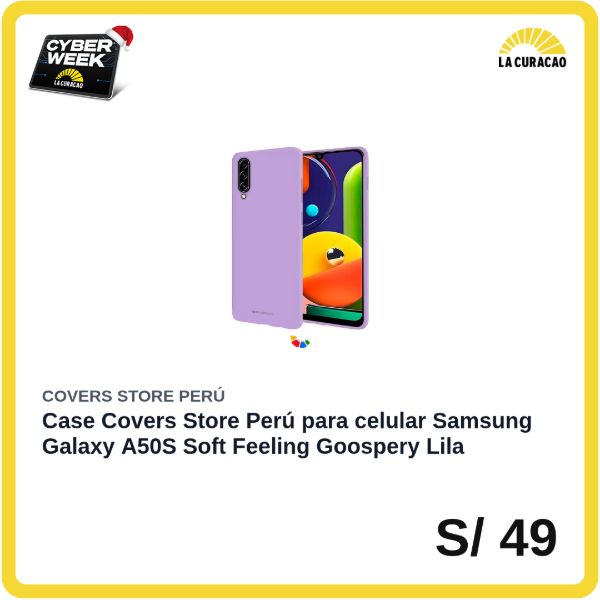 CYBER
WEEK
LA CURACAO
LA CURACAO
COVERS STORE PERÚ
Case Covers Store Perú para celular Samsung
Galaxy A50S Soft Feeling Goospery Lila
S/ 49